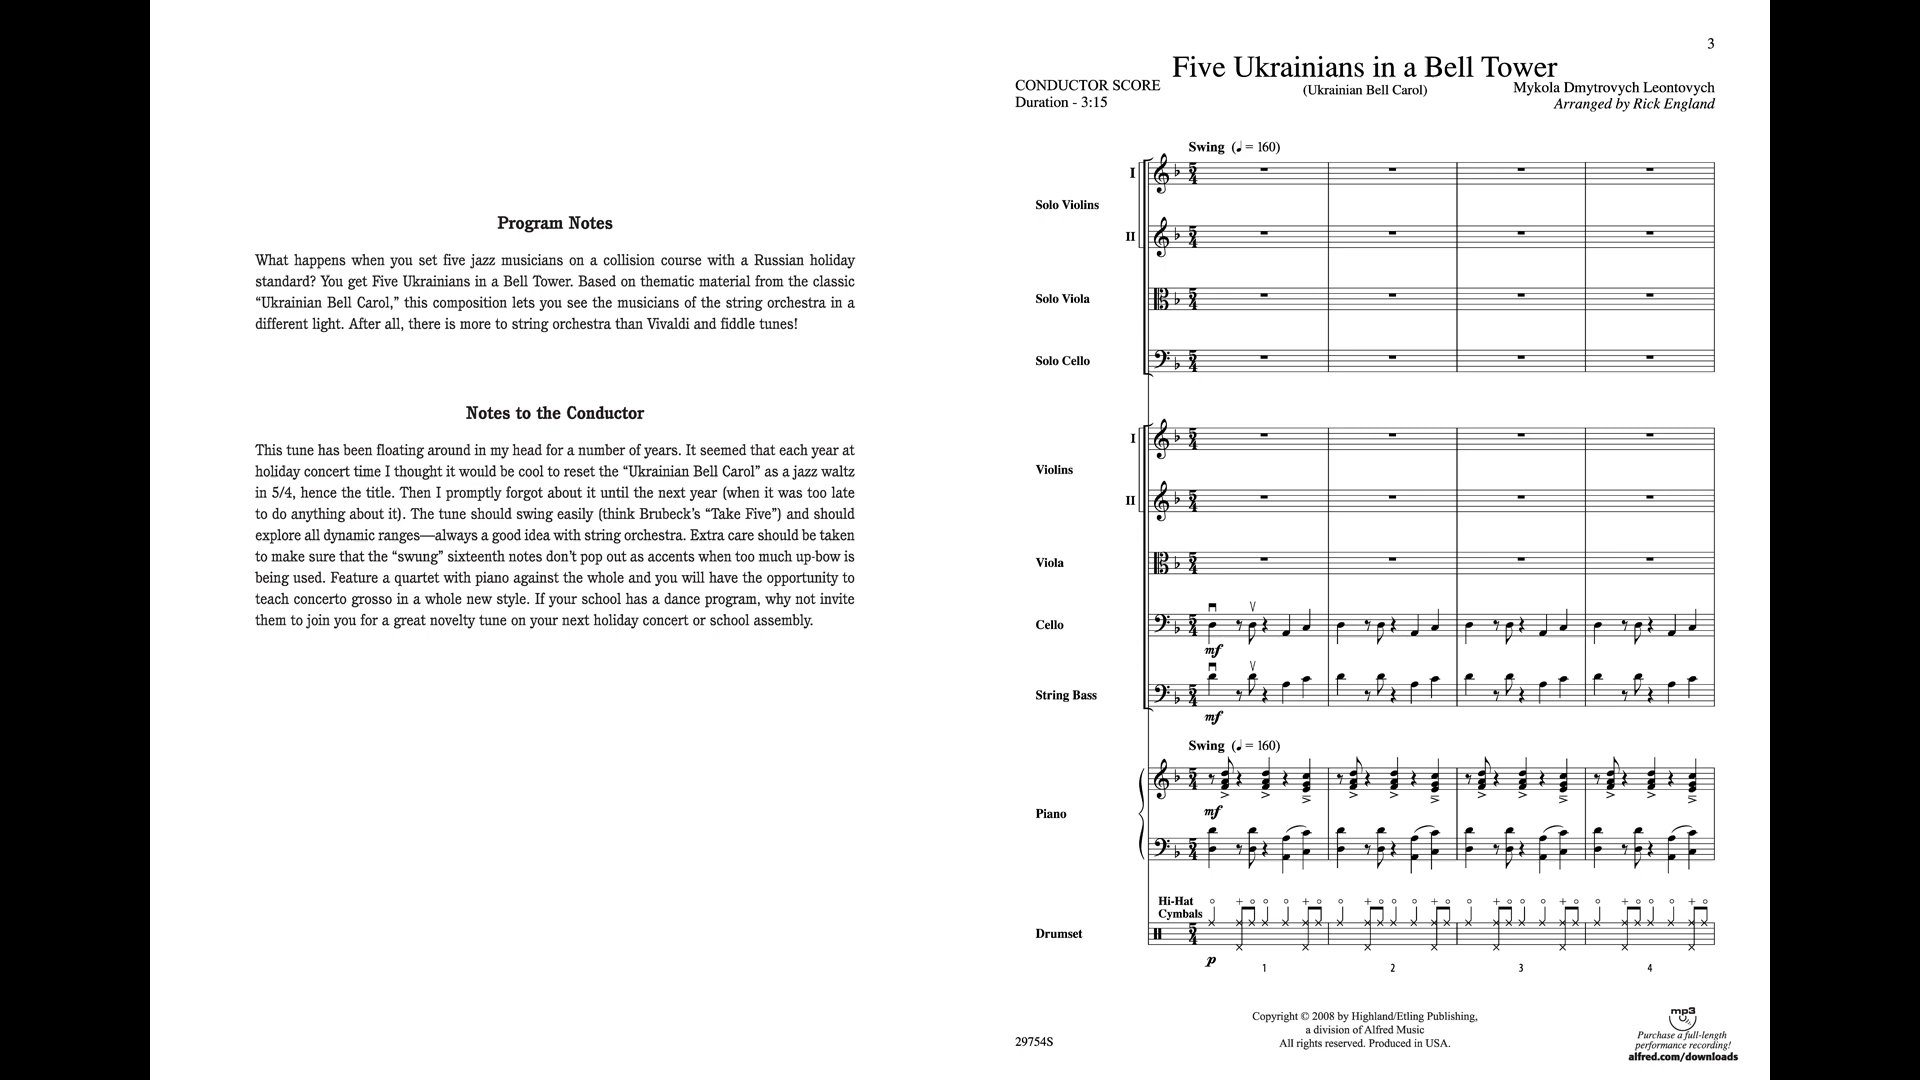 Program Notes
What happens when you set five jazz musicians on a collision course with a Russian holiday
standard? You get Five Ukrainians in a Bell Tower. Based on thematic material from the classic
“Ukrainian Bell Carol,” this composition lets you see the musicians of the string orchestra in a
different light. After all, there is more to string orchestra than Vivaldi and fiddle tunes!
Notes to the Conductor
This tune has been floating around in my head for a number of years. It seemed that each year at
holiday concert time I thought it would be cool to reset the “Ukrainian Bell Carol” as a jazz waltz
in 5/4, hence the title. Then I promptly forgot about it until the next year (when it was too late
to do anything about it). The tune should swing easily (think Brubeck’s “Take Five”) and should
explore all dynamic ranges—always a good idea with string orchestra. Extra care should be taken
to make sure that the “swung” sixteenth notes don’t pop out as accents when too much up-bow is
being used. Feature a quartet with piano against the whole and you will have the opportunity to
teach concerto grosso in a whole new style. If your school has a dance program, why not invite
them to join you for a great novelty tune on your next holiday concert or school assembly.
3
Five Ukrainians in a Bell Tower
CONDUCTOR SCORE
Duration - 3:15
(Ukrainian Bell Carol)
Mykola Dmytrovych Leontovych
Arranged by Rick England
Swing (♩ = 160)
I
Solo Violins
II
Solo Viola
Solo Cello
I
Violins
II
Viola
Cello
mf
String Bass
mf
Swing (♩ = 160)
Piano
mf
Hi-Hat
Cymbals
Drumset
p
1 2 3 4
Copyright © 2008 by Highland/Etling Publishing,
a division of Alfred Music
All rights reserved. Produced in USA.
29754S
mp3
Purchase a full-length
performance recording!
alfred.com/downloads